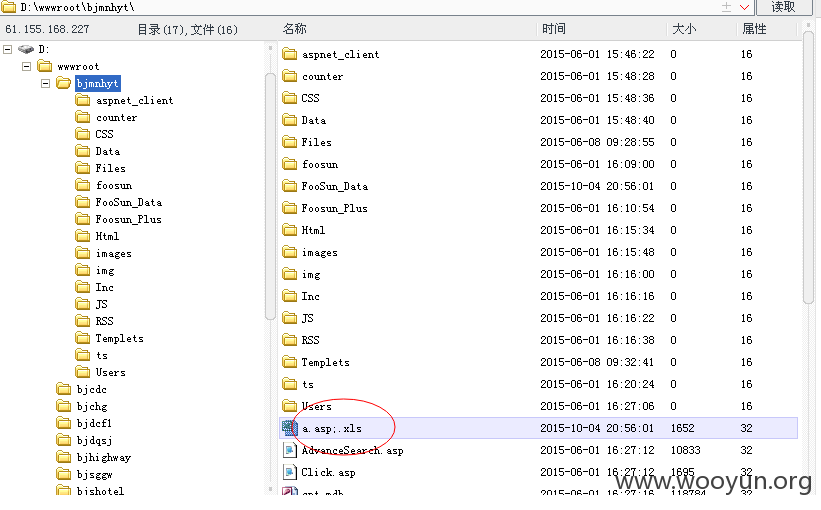 D:\wwwroot\bjmnhyt\ 读取
61.155.168.227 目录(17),文件(16) 名称 时间 大小 属性
D:
wwwroot
bjmnhyt
aspnet_client
counter
CSS
Data
Files
foosun
FooSun_Data
Foosun_Plus
Html
images
img
Inc
JS
RSS
Templets
ts
Users
bjcdc
bjchg
bjdcfl
bjdqsj
bjhighway
bjsggw
bjshotel
aspnet_client 2015-06-01 15:46:22 0 16
counter 2015-06-01 15:48:28 0 16
CSS 2015-06-01 15:48:36 0 16
Data 2015-06-01 15:48:40 0 16
Files 2015-06-08 09:28:55 0 16
foosun 2015-06-01 16:09:00 0 16
FooSun_Data 2015-10-04 20:56:01 0 16
Foosun_Plus 2015-06-01 16:10:54 0 16
Html 2015-06-01 16:15:34 0 16
images 2015-06-01 16:15:48 0 16
img 2015-06-01 16:16:00 0 16
Inc 2015-06-01 16:16:16 0 16
JS 2015-06-01 16:16:22 0 16
RSS 2015-06-01 16:16:38 0 16
Templets 2015-06-08 09:32:41 0 16
ts 2015-06-01 16:20:24 0 16
Users 2015-06-01 16:27:06 0 16
a.asp;.xls 2015-10-04 20:56:01 1652 32
AdvanceSearch.asp 2015-06-01 16:27:12 10833 32
Click.asp 2015-06-01 16:27:12 1695 32
2015-06-01 16:27:16 118784 32
www.wooyun.org